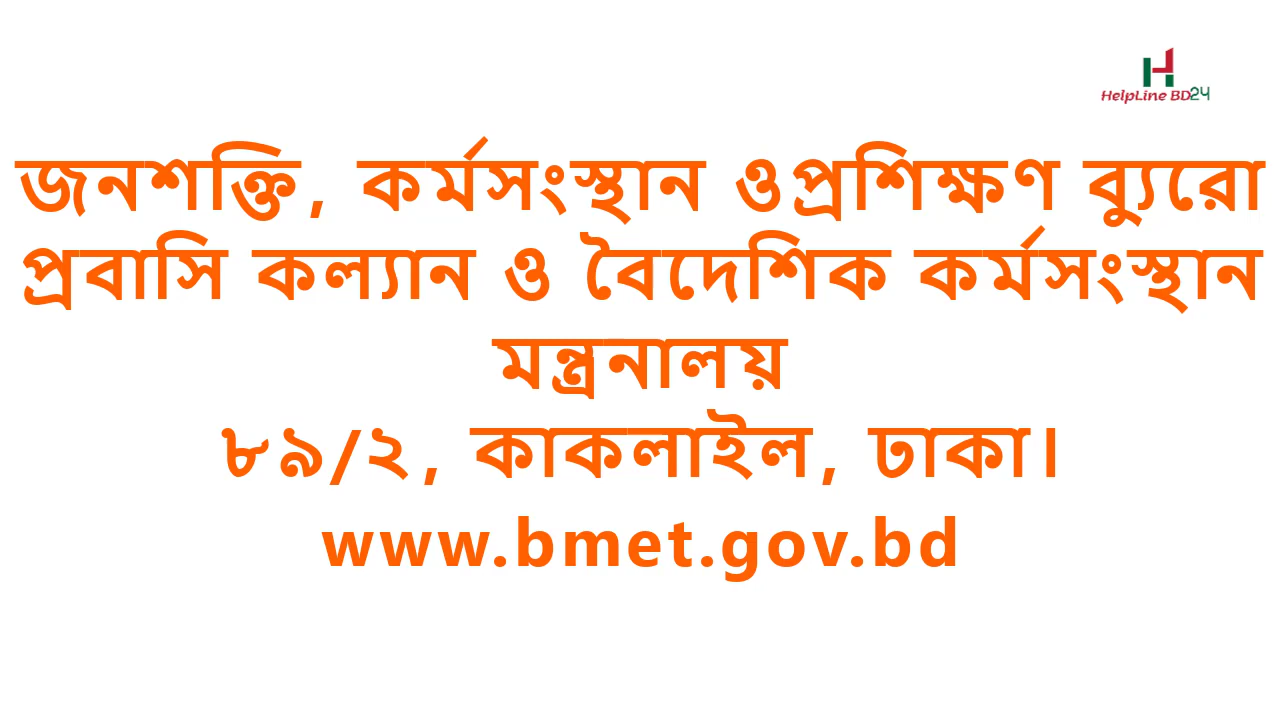 HelpLine BD24
জনশক্তি, কর্মসংস্থান ওপ্রশিক্ষণ ব্যুরো
প্রবাসি কল্যান ও বৈদেশিক কর্মসংস্থান
মন্ত্রনালয়
৮৯/২, কাকলাইল, ঢাকা।
www.bmet.gov.bd